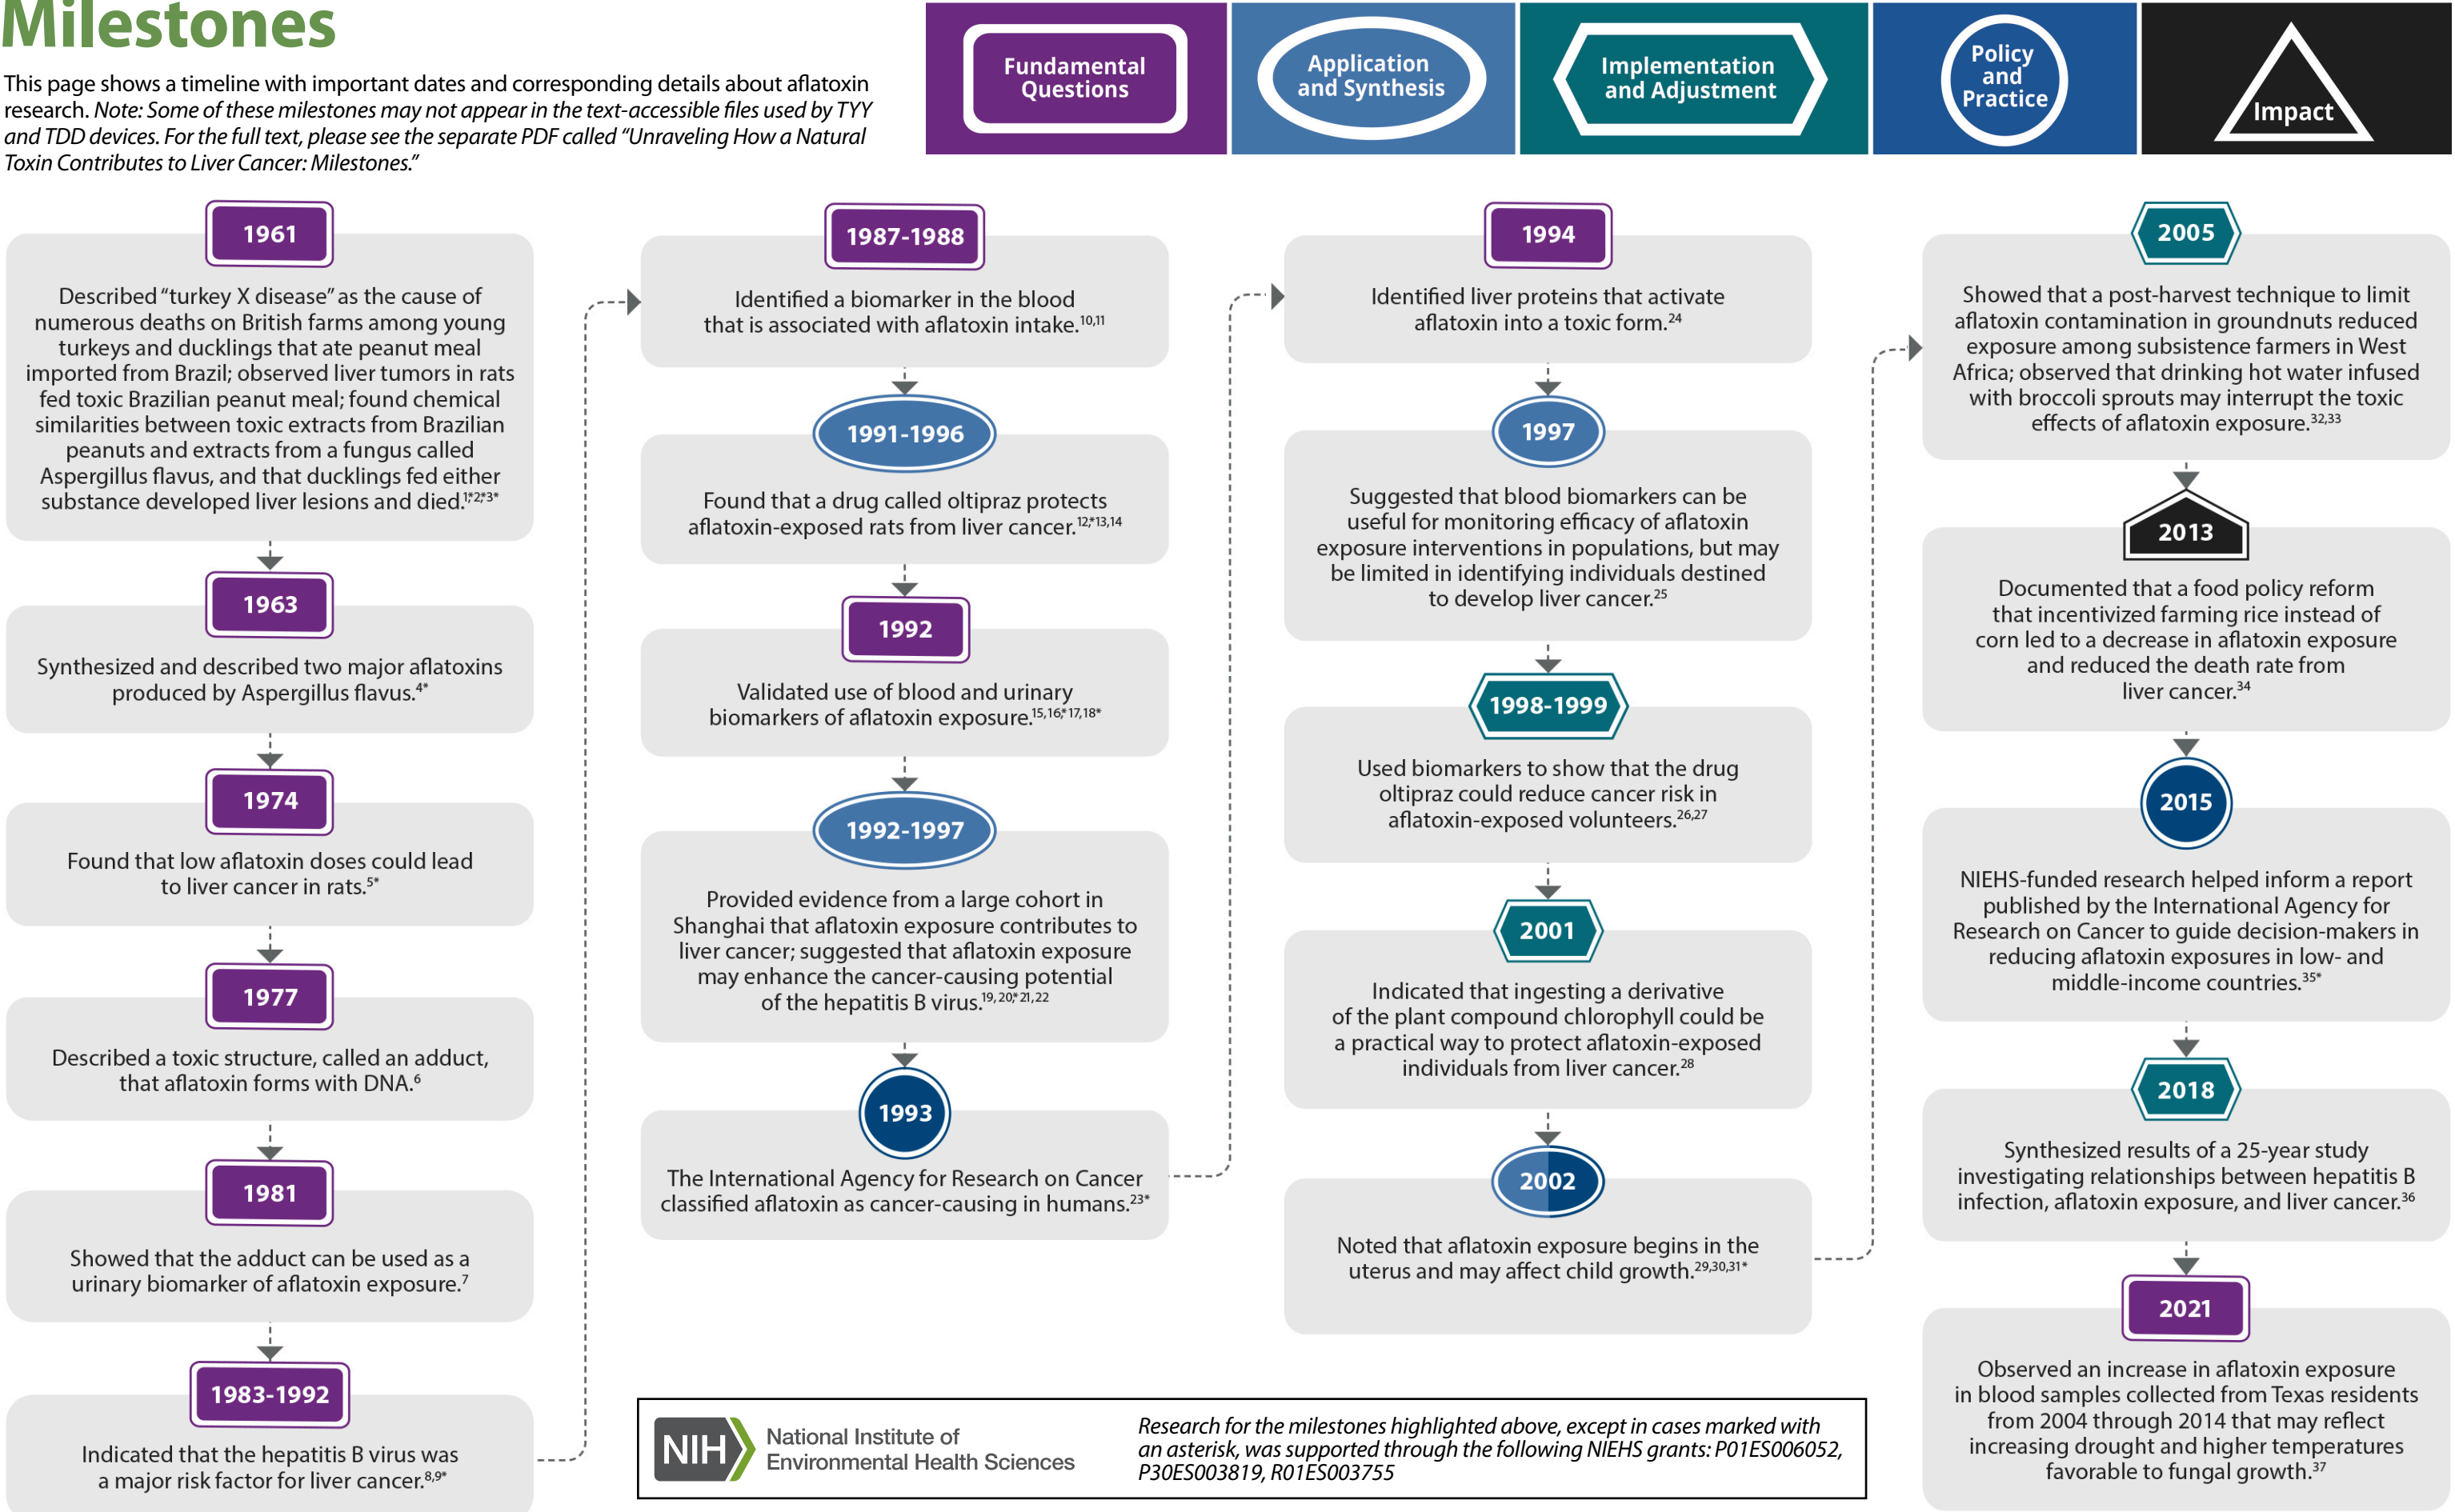 Milestones
This page shows a timeline with important dates and corresponding details about aflatoxin
research. Note: Some of these milestones may not appear in the text-accessible files used by TYY
and TDD devices. For the full text, please see the separate PDF called “Unraveling How a Natural
Toxin Contributes to Liver Cancer: Milestones.”
Fundamental
Questions
Application
and Synthesis
Implementation
and Adjustment
Policy
and
Practice
Impact
1961
Described “turkey X disease” as the cause of
numerous deaths on British farms among young
turkeys and ducklings that ate peanut meal
imported from Brazil; observed liver tumors in rats
fed toxic Brazilian peanut meal; found chemical
similarities between toxic extracts from Brazilian
peanuts and extracts from a fungus called
Aspergillus flavus, and that ducklings fed either
substance developed liver lesions and died.1,*2,*3*
1963
Synthesized and described two major aflatoxins
produced by Aspergillus flavus.4*
1974
Found that low aflatoxin doses could lead
to liver cancer in rats.5*
1977
Described a toxic structure, called an adduct,
that aflatoxin forms with DNA.6
1981
Showed that the adduct can be used as a
urinary biomarker of aflatoxin exposure.7
1983-1992
Indicated that the hepatitis B virus was
a major risk factor for liver cancer.8,9*
1987-1988
Identified a biomarker in the blood
that is associated with aflatoxin intake.10,11
1991-1996
Found that a drug called oltipraz protects
aflatoxin-exposed rats from liver cancer.12,*13,14
1992
Validated use of blood and urinary
biomarkers of aflatoxin exposure.15,16,*17,18*
1992-1997
Provided evidence from a large cohort in
Shanghai that aflatoxin exposure contributes to
liver cancer; suggested that aflatoxin exposure
may enhance the cancer-causing potential
of the hepatitis B virus.19,20,*21,22
1993
The International Agency for Research on Cancer
classified aflatoxin as cancer-causing in humans.23*
1994
Identified liver proteins that activate
aflatoxin into a toxic form.24
1997
Suggested that blood biomarkers can be
useful for monitoring efficacy of aflatoxin
exposure interventions in populations, but may
be limited in identifying individuals destined
to develop liver cancer.25
1998-1999
Used biomarkers to show that the drug
oltipraz could reduce cancer risk in
aflatoxin-exposed volunteers.26,27
2001
Indicated that ingesting a derivative
of the plant compound chlorophyll could be
a practical way to protect aflatoxin-exposed
individuals from liver cancer.28
2002
Noted that aflatoxin exposure begins in the
uterus and may affect child growth.29,30,31*
2005
Showed that a post-harvest technique to limit
aflatoxin contamination in groundnuts reduced
exposure among subsistence farmers in West
Africa; observed that drinking hot water infused
with broccoli sprouts may interrupt the toxic
effects of aflatoxin exposure.32,33
2013
Documented that a food policy reform
that incentivized farming rice instead of
corn led to a decrease in aflatoxin exposure
and reduced the death rate from
liver cancer.34
2015
NIEHS-funded research helped inform a report
published by the International Agency for
Research on Cancer to guide decision-makers in
reducing aflatoxin exposures in low- and
middle-income countries.35*
2018
Synthesized results of a 25-year study
investigating relationships between hepatitis B
infection, aflatoxin exposure, and liver cancer.36
2021
Observed an increase in aflatoxin exposure
in blood samples collected from Texas residents
from 2004 through 2014 that may reflect
increasing drought and higher temperatures
favorable to fungal growth.37
NIH
National Institute of
Environmental Health Sciences
Research for the milestones highlighted above, except in cases marked with
an asterisk, was supported through the following NIEHS grants: P01ES006052,
P30ES003819, R01ES003755